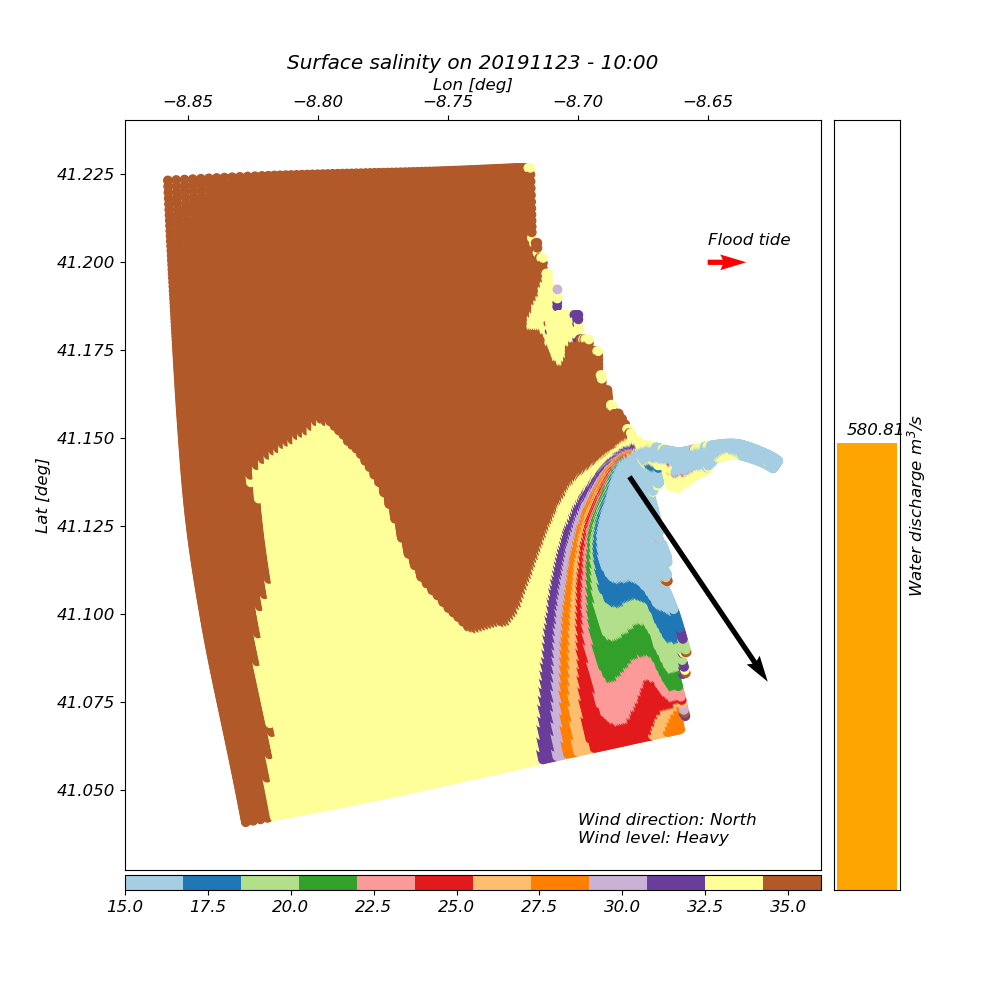 Surface salinity on 20191123 - 10:00
Lon [deg]
−8.85 −8.80 −8.75 −8.70 −8.65
41.225
41.200
41.175
41.150
41.125
41.100
41.075
41.050
Lat [deg]
Flood tide
Wind direction: North
Wind level: Heavy
15.0 17.5 20.0 22.5 25.0 27.5 30.0 32.5 35.0
580.81
Water discharge m³/s